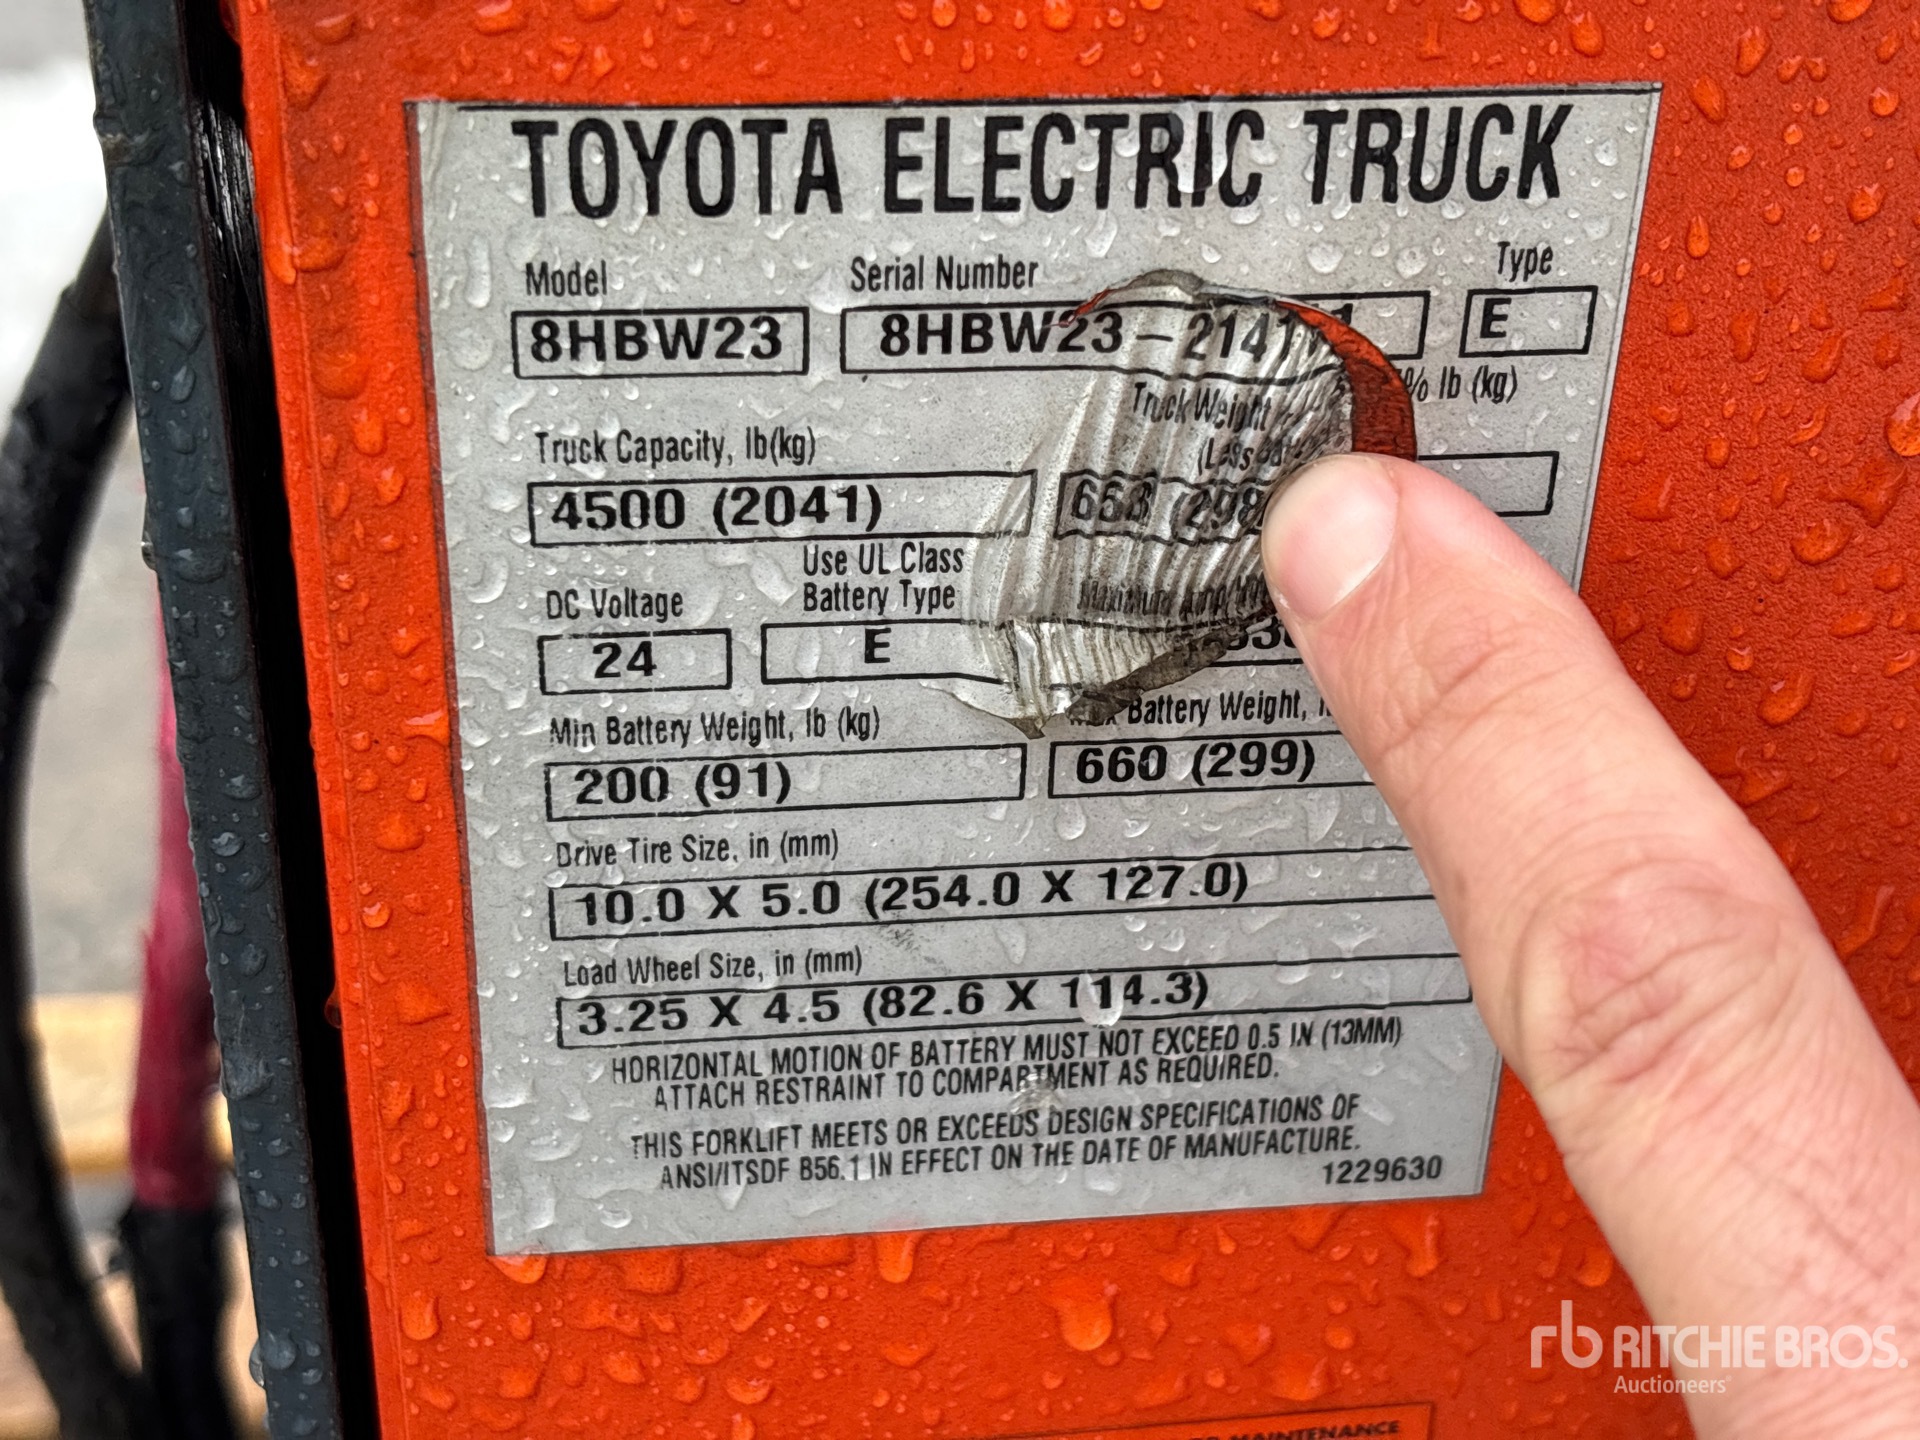 TOYOTA ELECTRIC TRUCK
Model Serial Number Type
8HBW23 E
% lb (kg)
Truck Weight
Truck Capacity, lb(kg)
4500 (2041)
Use UL Class
DC Voltage Battery Type
24 E
Min Battery Weight, lb (kg) Battery Weight,
200 (91) 660 (299)
Drive Tire Size, in (mm)
10.0 X 5.0 (254.0 X 127.0)
Load Wheel Size, in (mm)
3.25 X 4.5 (82.6 X 114.3)
HORIZONTAL MOTION OF BATTERY MUST NOT EXCEED 0.5 IN (13MM)
ATTACH RESTRAINT TO COMPARTMENT AS REQUIRED.
THIS FORKLIFT MEETS OR EXCEEDS DESIGN SPECIFICATIONS OF
ANSI/ITSDF B56.1 IN EFFECT ON THE DATE OF MANUFACTURE.
1229630
MAINTENANCE
rb RITCHIE BROS.
Auctioneers